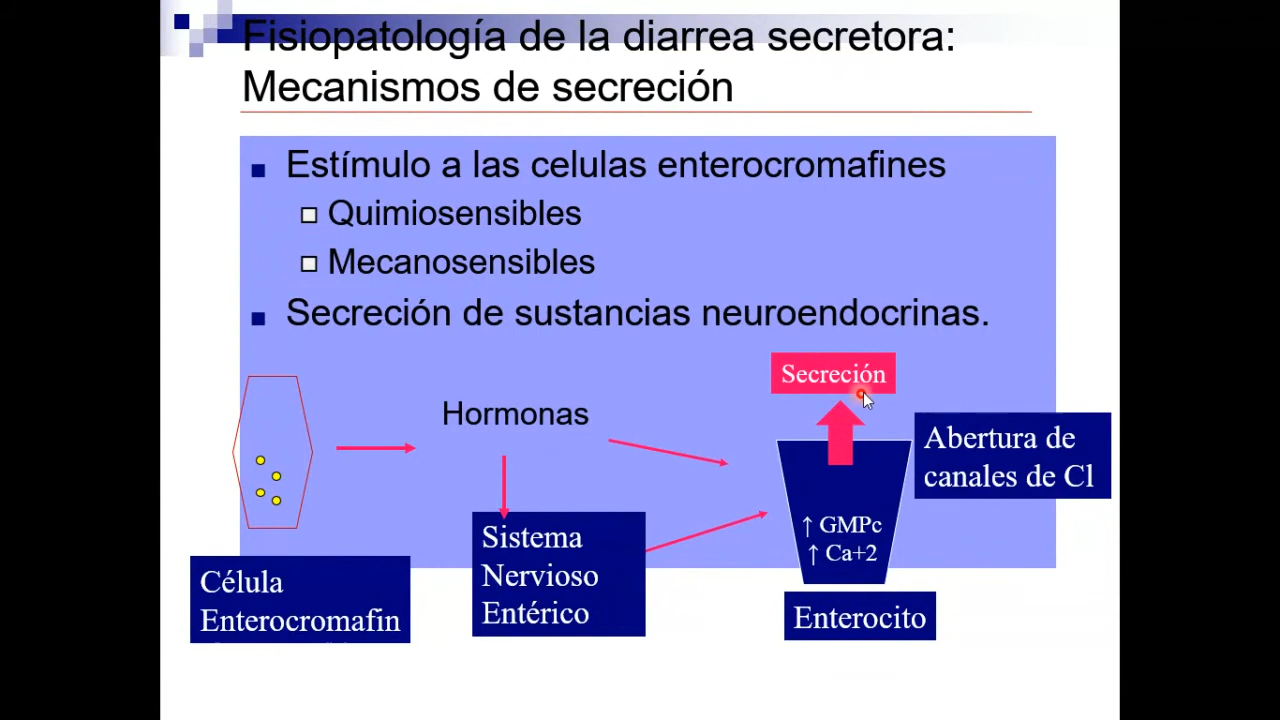 Fisiopatología de la diarrea secretora:
Mecanismos de secreción
Estímulo a las celulas enterocromafines
Quimiosensibles
Mecanosensibles
Secreción de sustancias neuroendocrinas.
Secreción
Hormonas
Abertura de
canales de Cl
↑ GMPc
↑ Ca+2
Sistema
Nervioso
Entérico
Célula
Enterocromafin
Enterocito